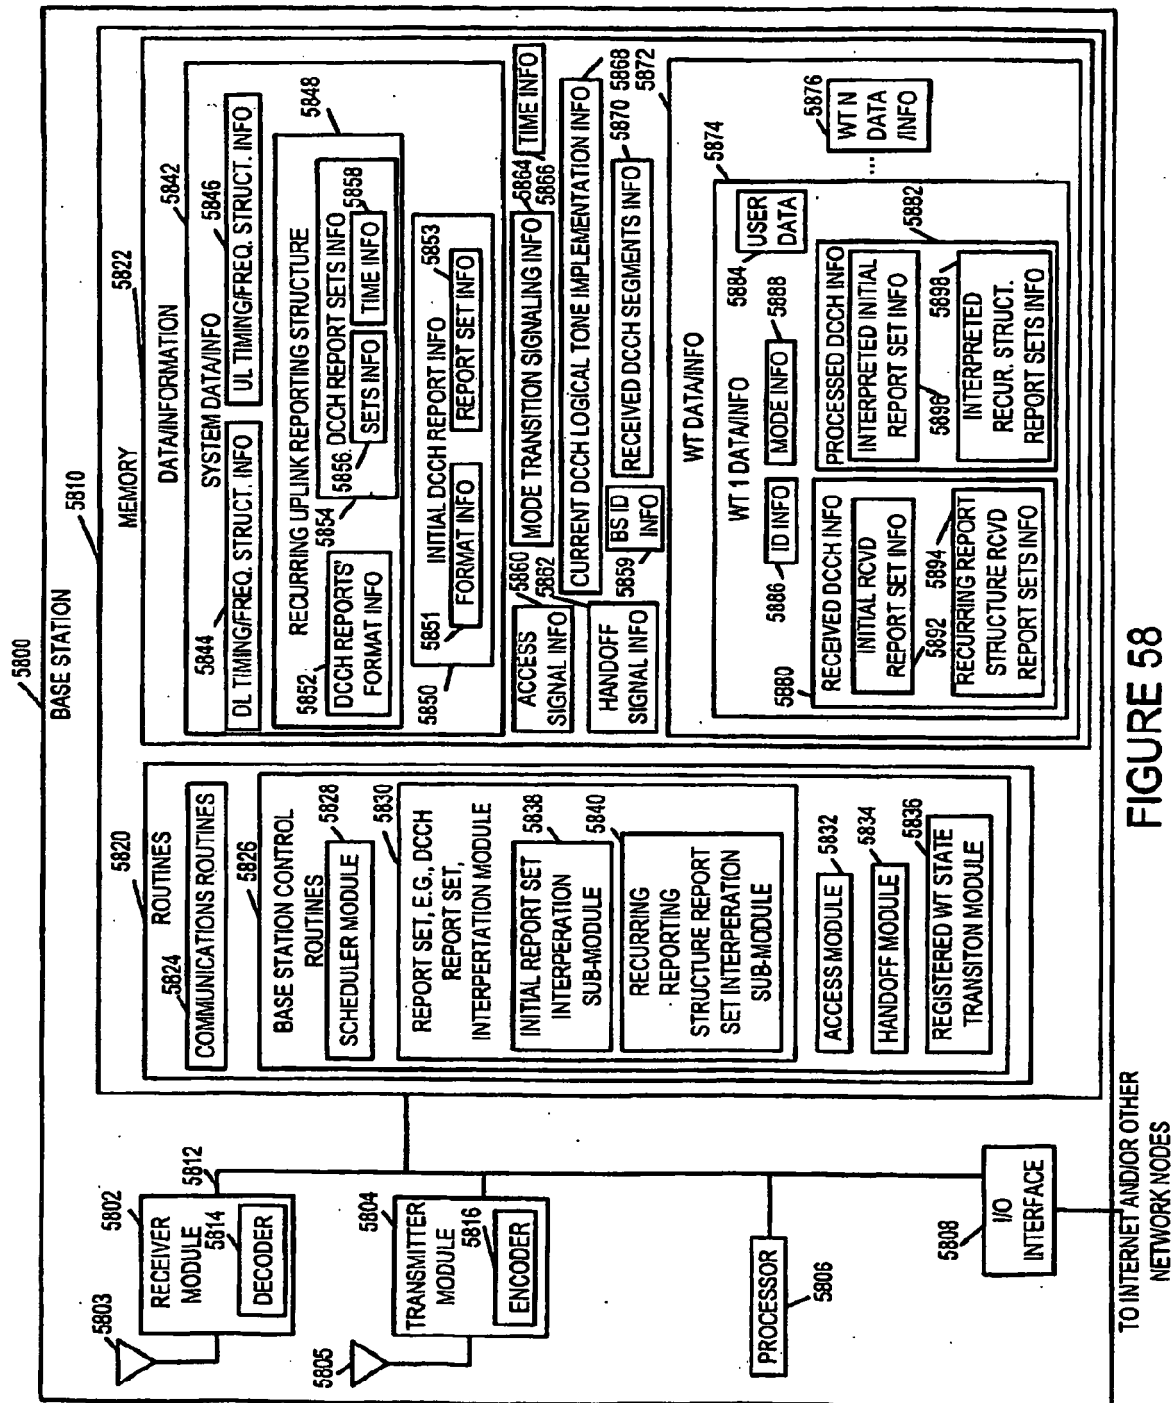 5800
BASE STATION
5803
5802
RECEIVER
MODULE
5814
DECODER
5812
5805
5804
TRANSMITTER
MODULE
5816
ENCODER
PROCESSOR
5806
5808
I/O
INTERFACE
TO INTERNET AND/OR OTHER
NETWORK NODES
5810
MEMORY
5822
5820
ROUTINES
5824
COMMUNICATIONS ROUTINES
5826
BASE STATION CONTROL
ROUTINES
5828
SCHEDULER MODULE
5830
REPORT SET, E.G., DCCH
REPORT SET,
INTERPERTATION MODULE
5838
INITIAL REPORT SET
INTERPERATION
SUB-MODULE
5840
RECURRING
REPORTING
STRUCTURE REPORT
SET INTERPERATION
SUB-MODULE
5832
ACCESS MODULE
5834
HANDOFF MODULE
5836
REGISTERED WT STATE
TRANSITON MODULE
DATA/INFORMATION
5842
SYSTEM DATA/INFO
5844
DL TIMING/FREQ. STRUCT. INFO
5846
UL TIMING/FREQ. STRUCT. INFO
5848
RECURRING UPLINK REPORTING STRUCTURE
5852
DCCH REPORTS'
FORMAT INFO
5854
DCCH REPORT SETS INFO
5856
SETS INFO
5858
TIME INFO
5850
INITIAL DCCH REPORT INFO
5851
FORMAT INFO
5853
REPORT SET INFO
5860
ACCESS
SIGNAL INFO
5862
HANDOFF
SIGNAL INFO
5864
MODE TRANSITION SIGNALING INFO
5866
TIME INFO
5868
CURRENT DCCH LOGICAL TONE IMPLEMENTATION INFO
5859
BS ID
INFO
5870
RECEIVED DCCH SEGMENTS INFO
5872
WT DATA/INFO
5874
WT 1 DATA/INFO
5884
USER
DATA
5886
ID INFO
5888
MODE INFO
5880
RECEIVED DCCH INFO
INITIAL RCVD
REPORT SET INFO
5892
5894
RECURRING REPORT
STRUCTURE RCVD
REPORT SETS INFO
5882
PROCESSED DCCH INFO
INTERPRETED INITIAL
REPORT SET INFO
5896
5898
INTERPRETED
RECUR. STRUCT.
REPORT SETS INFO
...
5876
WT N
DATA
/INFO
FIGURE 58